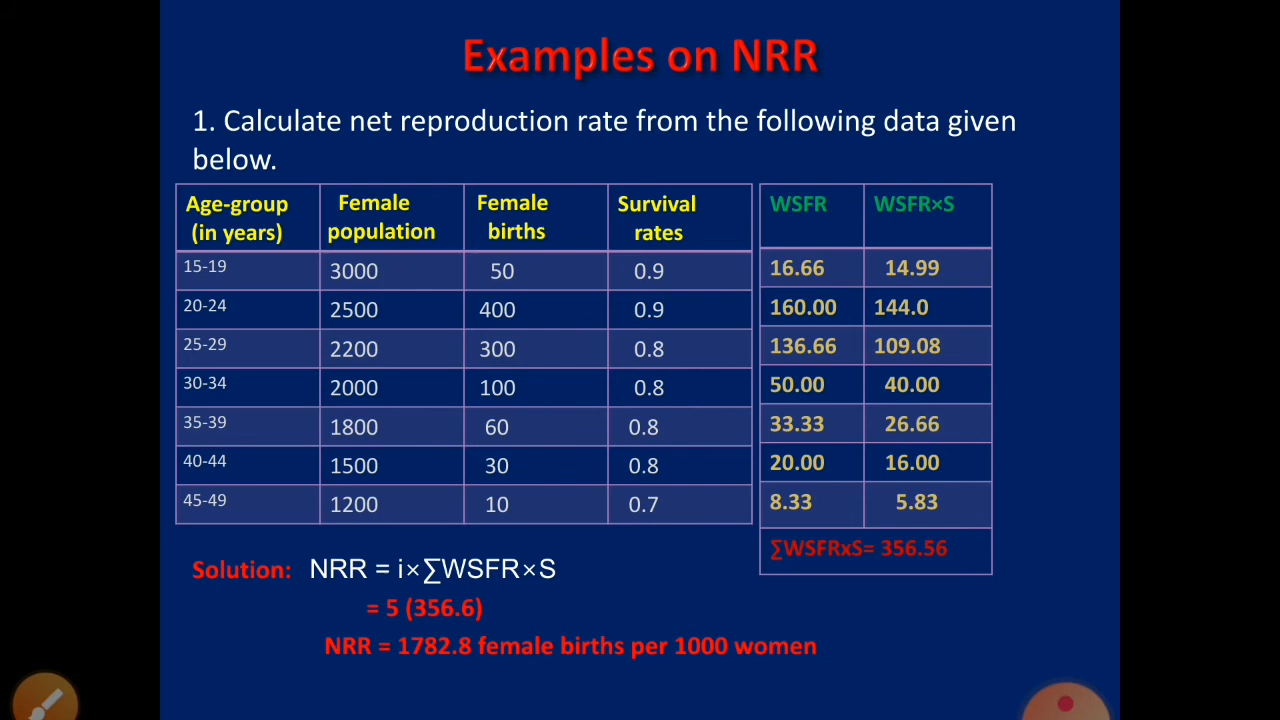 Examples on NRR
1. Calculate net reproduction rate from the following data given
below.
Age-group (in years) Female population Female births Survival rates WSFR WSFR×S
15-19 3000 50 0.9 16.66 14.99
20-24 2500 400 0.9 160.00 144.0
25-29 2200 300 0.8 136.66 109.08
30-34 2000 100 0.8 50.00 40.00
35-39 1800 60 0.8 33.33 26.66
40-44 1500 30 0.8 20.00 16.00
45-49 1200 10 0.7 8.33 5.83
∑WSFRxS= 356.56
Solution: NRR = i×∑WSFR×S
= 5 (356.6)
NRR = 1782.8 female births per 1000 women